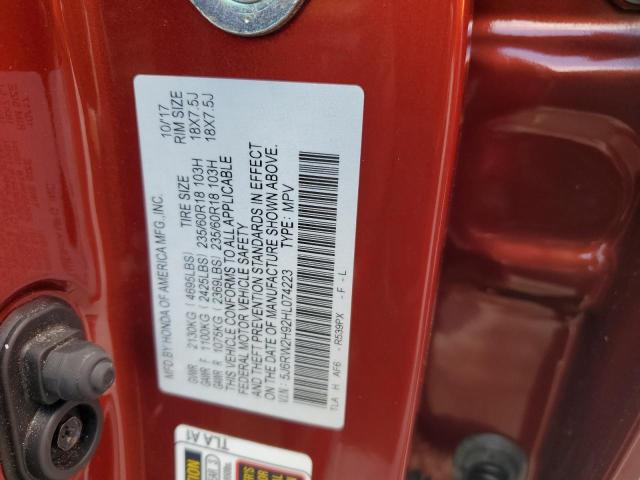 MFD.BY HONDA OF AMERICA MFG.,INC. 10/17
TIRE SIZE RIM SIZE
GVWR 2130KG (4695LBS)
GAWR F 1100KG (2425LBS) 235/60R18 103H 18X7.5J
GAWR R 1075KG (2369LBS) 235/60R18 103H 18X7.5J
THIS VEHICLE CONFORMS TO ALL APPLICABLE
FEDERAL MOTOR VEHICLE SAFETY
AND THEFT PREVENTION STANDARDS IN EFFECT
ON THE DATE OF MANUFACTURE SHOWN ABOVE.
VIN: 5J6RW2H92HL074223 TYPE: MPV
TLA H AF6 - R539PX - F - L
TLA A1